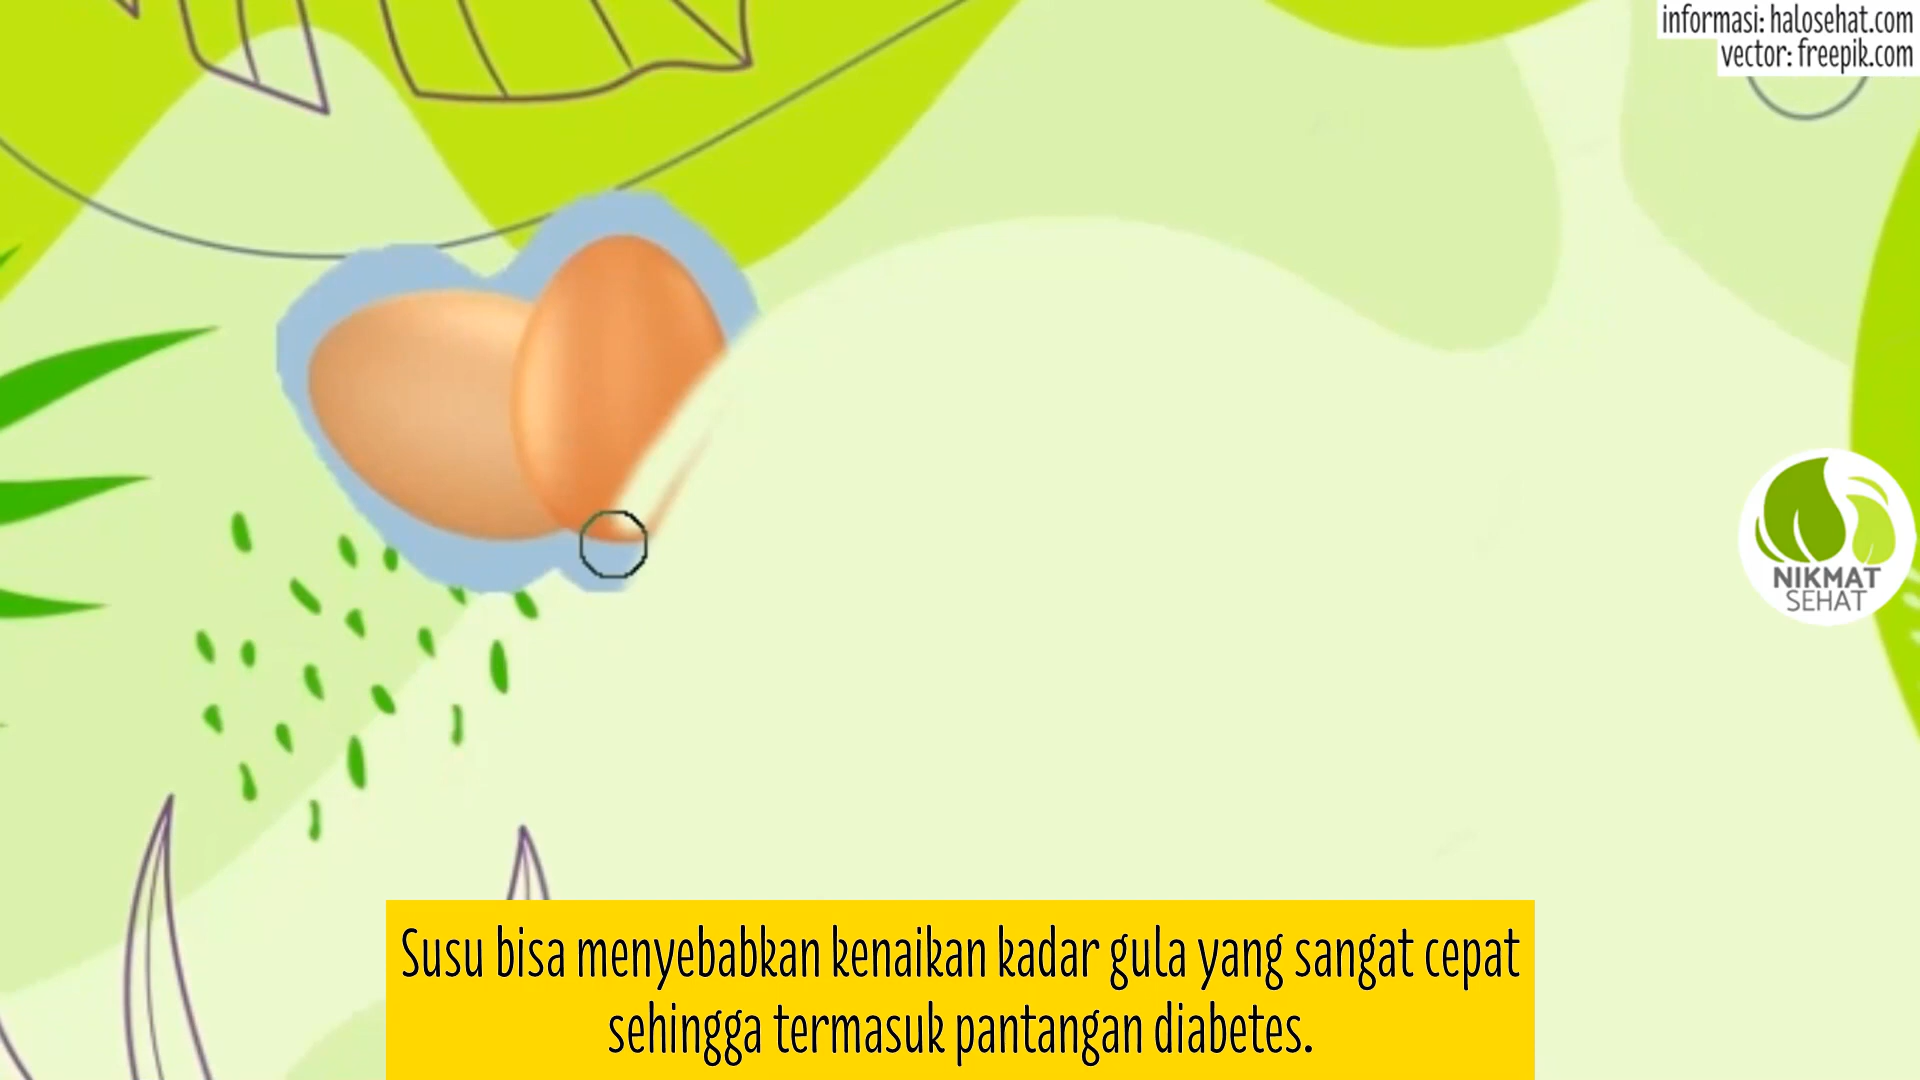 informasi: halosehat.com
vector: freepik.com
NIKMAT
SEHAT
Susu bisa menyebabkan kenaikan kadar gula yang sangat cepat
sehingga termasuk pantangan diabetes.